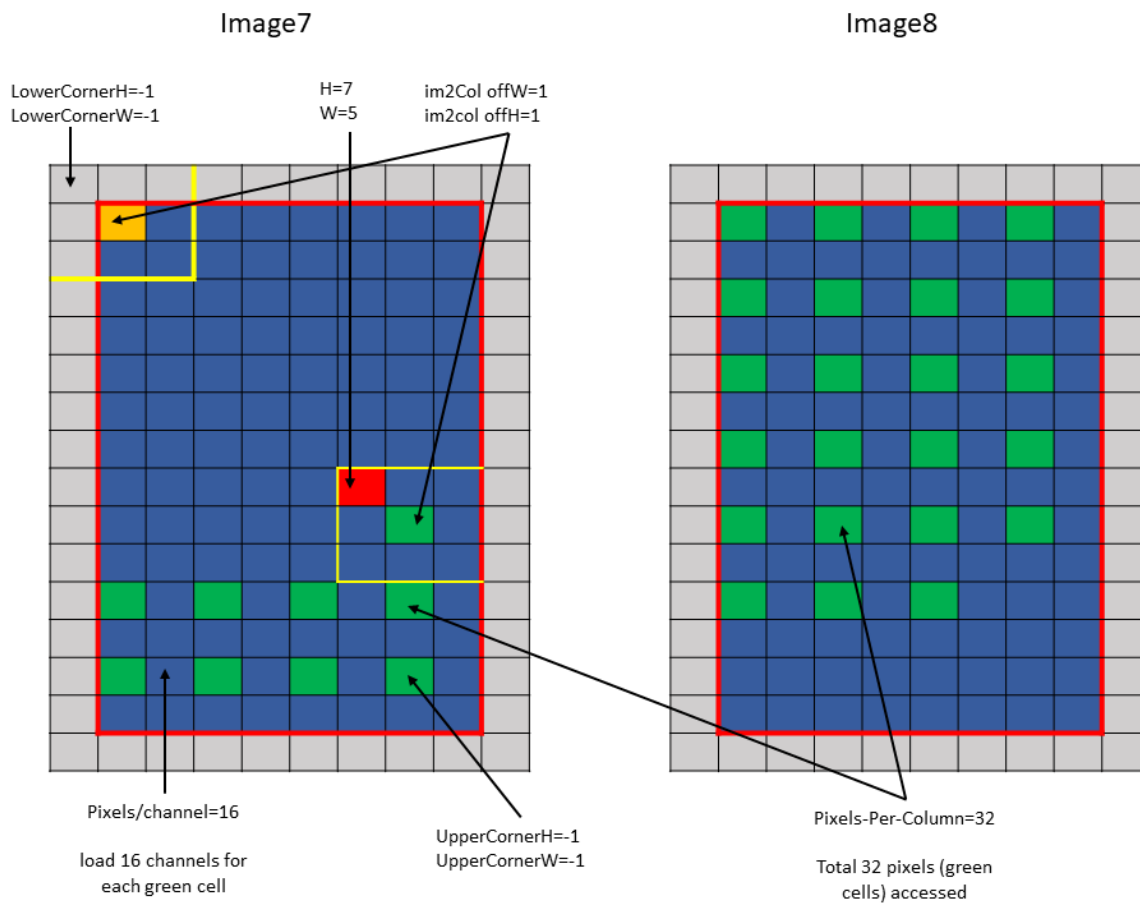 Image7
Image8
LowerCornerH=-1
LowerCornerW=-1
H=7
W=5
im2Col offW=1
im2col offH=1
Pixels/channel=16
load 16 channels for
each green cell
UpperCornerH=-1
UpperCornerW=-1
Pixels-Per-Column=32
Total 32 pixels (green
cells) accessed